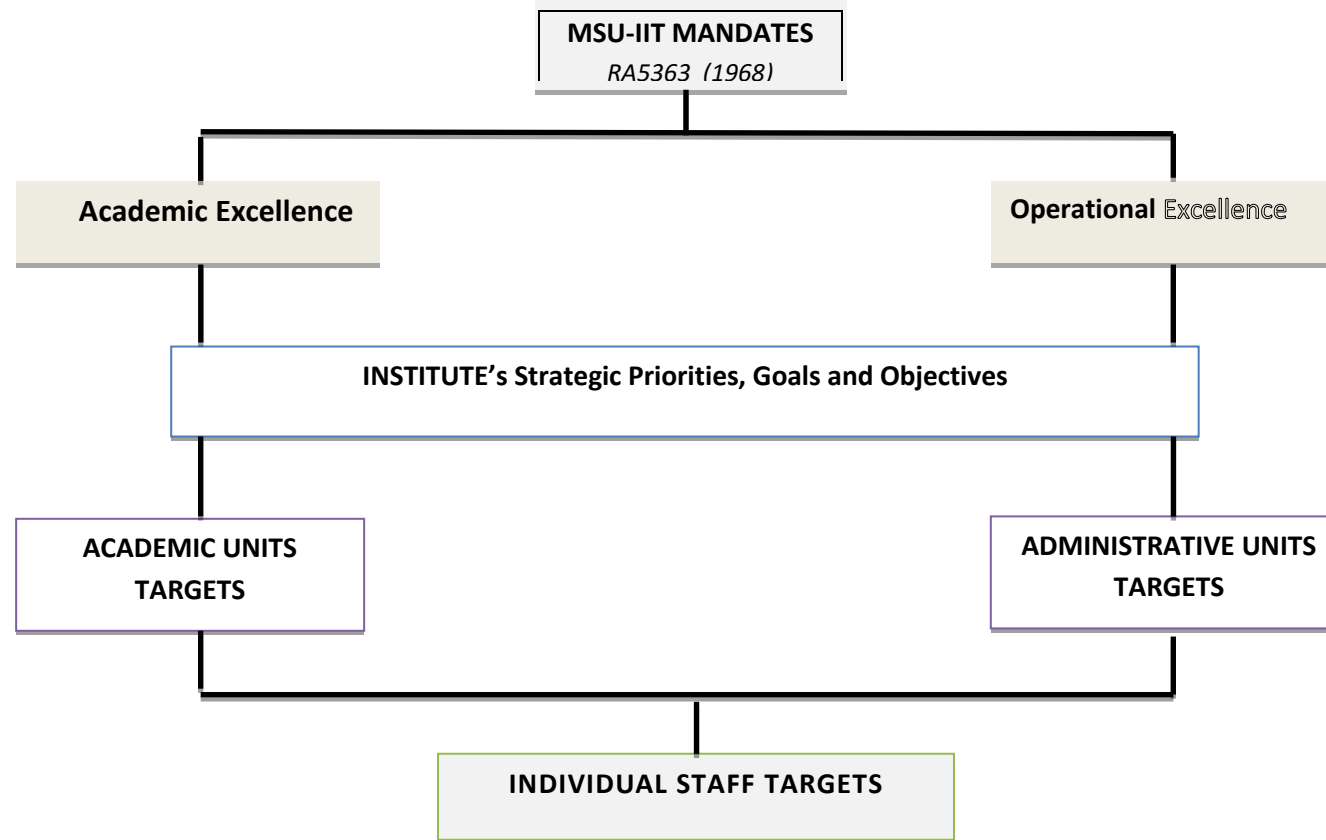 MSU-IIT MANDATES
RA5363 (1968)
Academic Excellence
Operational Excellence
INSTITUTE's Strategic Priorities, Goals and Objectives
ACADEMIC UNITS
TARGETS
ADMINISTRATIVE UNITS
TARGETS
INDIVIDUAL STAFF TARGETS